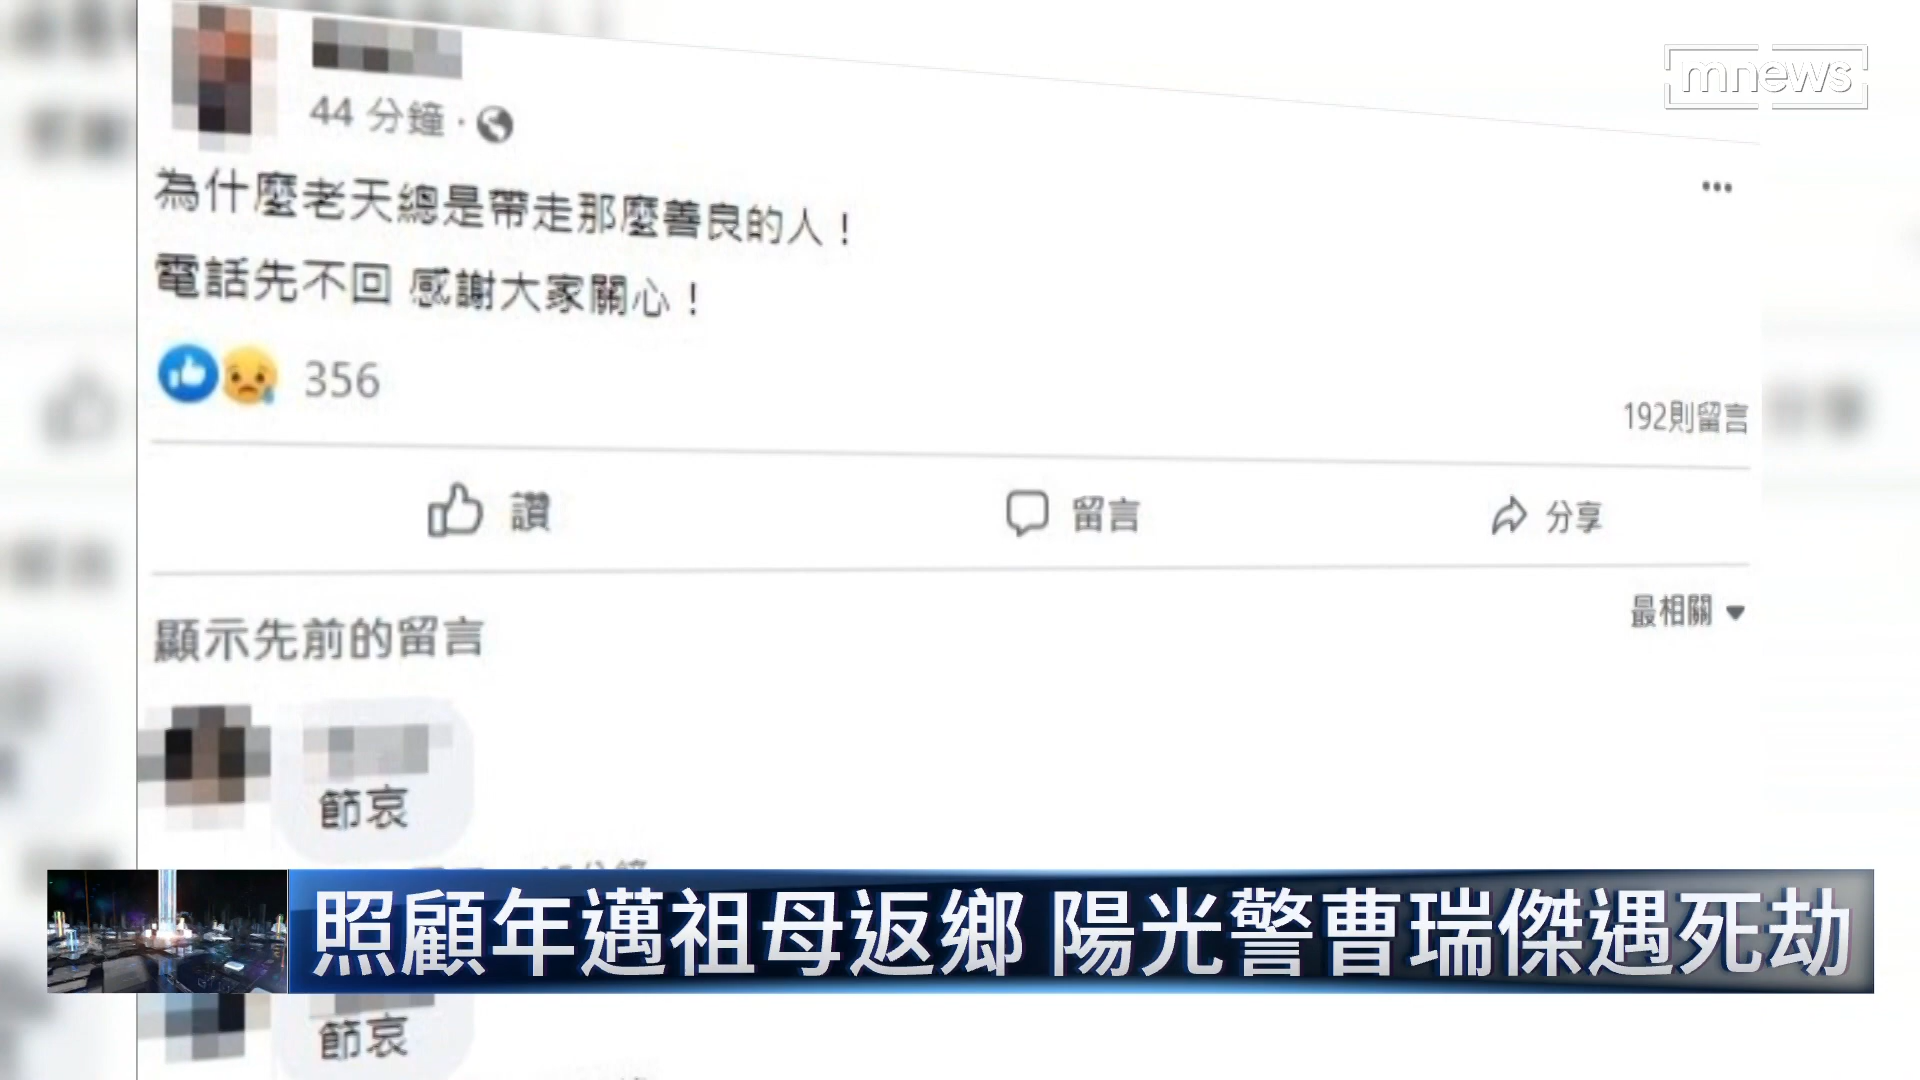 mnews
44 分鐘 ·
為什麼老天總是帶走那麼善良的人！
電話先不回 感謝大家關心！
356
192則留言
讚
留言
分享
最相關
顯示先前的留言
節哀
照顧年邁祖母返鄉 陽光警曹瑞傑遇死劫
節哀